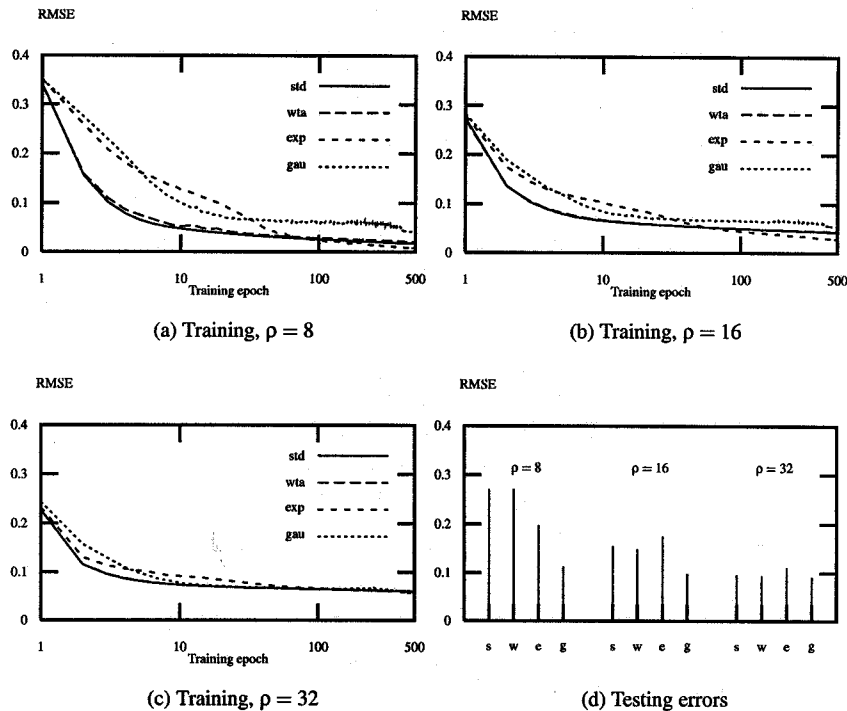 RMSE
0.4
0.3
0.2
0.1
0
std
wta
exp
gau
1
10
100
500
Training epoch
(a) Training, ρ = 8
RMSE
0.4
0.3
0.2
0.1
0
std
wta
exp
gau
1
10
100
500
Training epoch
(b) Training, ρ = 16
RMSE
0.4
0.3
0.2
0.1
0
std
wta
exp
gau
1
10
100
500
Training epoch
(c) Training, ρ = 32
RMSE
0.4
0.3
0.2
0.1
0
ρ = 8
ρ = 16
ρ = 32
s w e g s w e g s w e g
(d) Testing errors